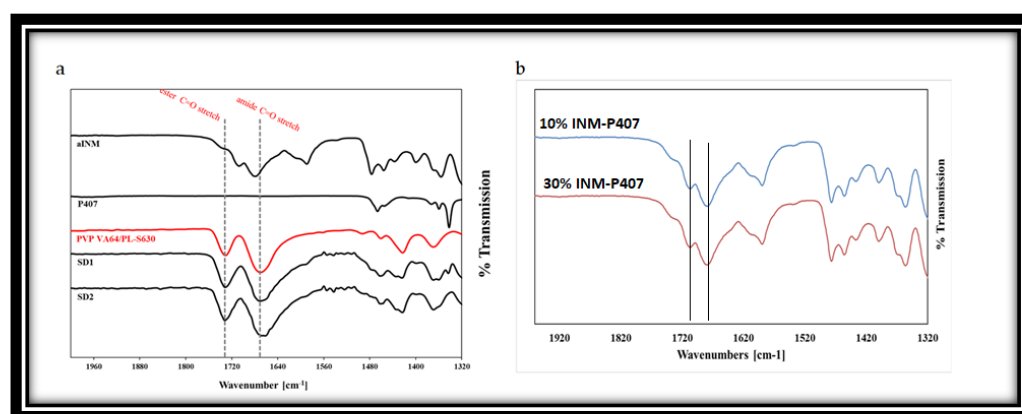 a
ester C=O stretch
amide C=O stretch
aINM
P407
PVP VA64/PL-S630
SD1
SD2
% Transmission
1960 1880 1800 1720 1640 1560 1480 1400 1320
Wavenumber [cm-1]
b
10% INM-P407
30% INM-P407
% Transmission
1920 1820 1720 1620 1520 1420 1320
Wavenumbers [cm-1]